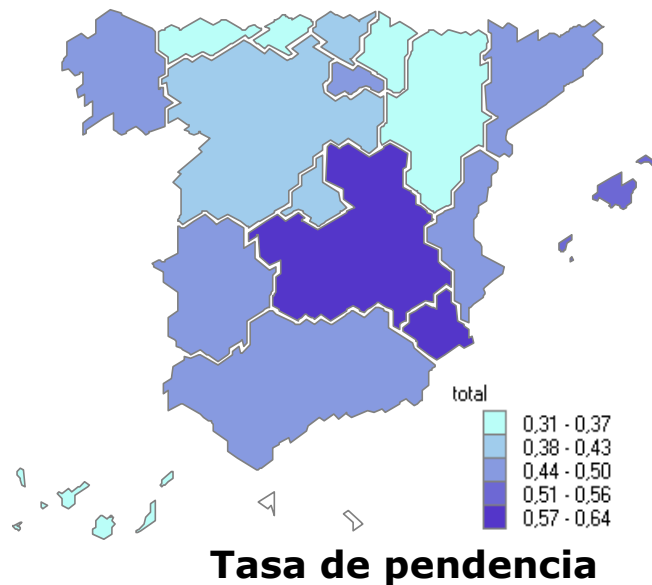 total
0,31 - 0,37
0,38 - 0,43
0,44 - 0,50
0,51 - 0,56
0,57 - 0,64
Tasa de pendencia